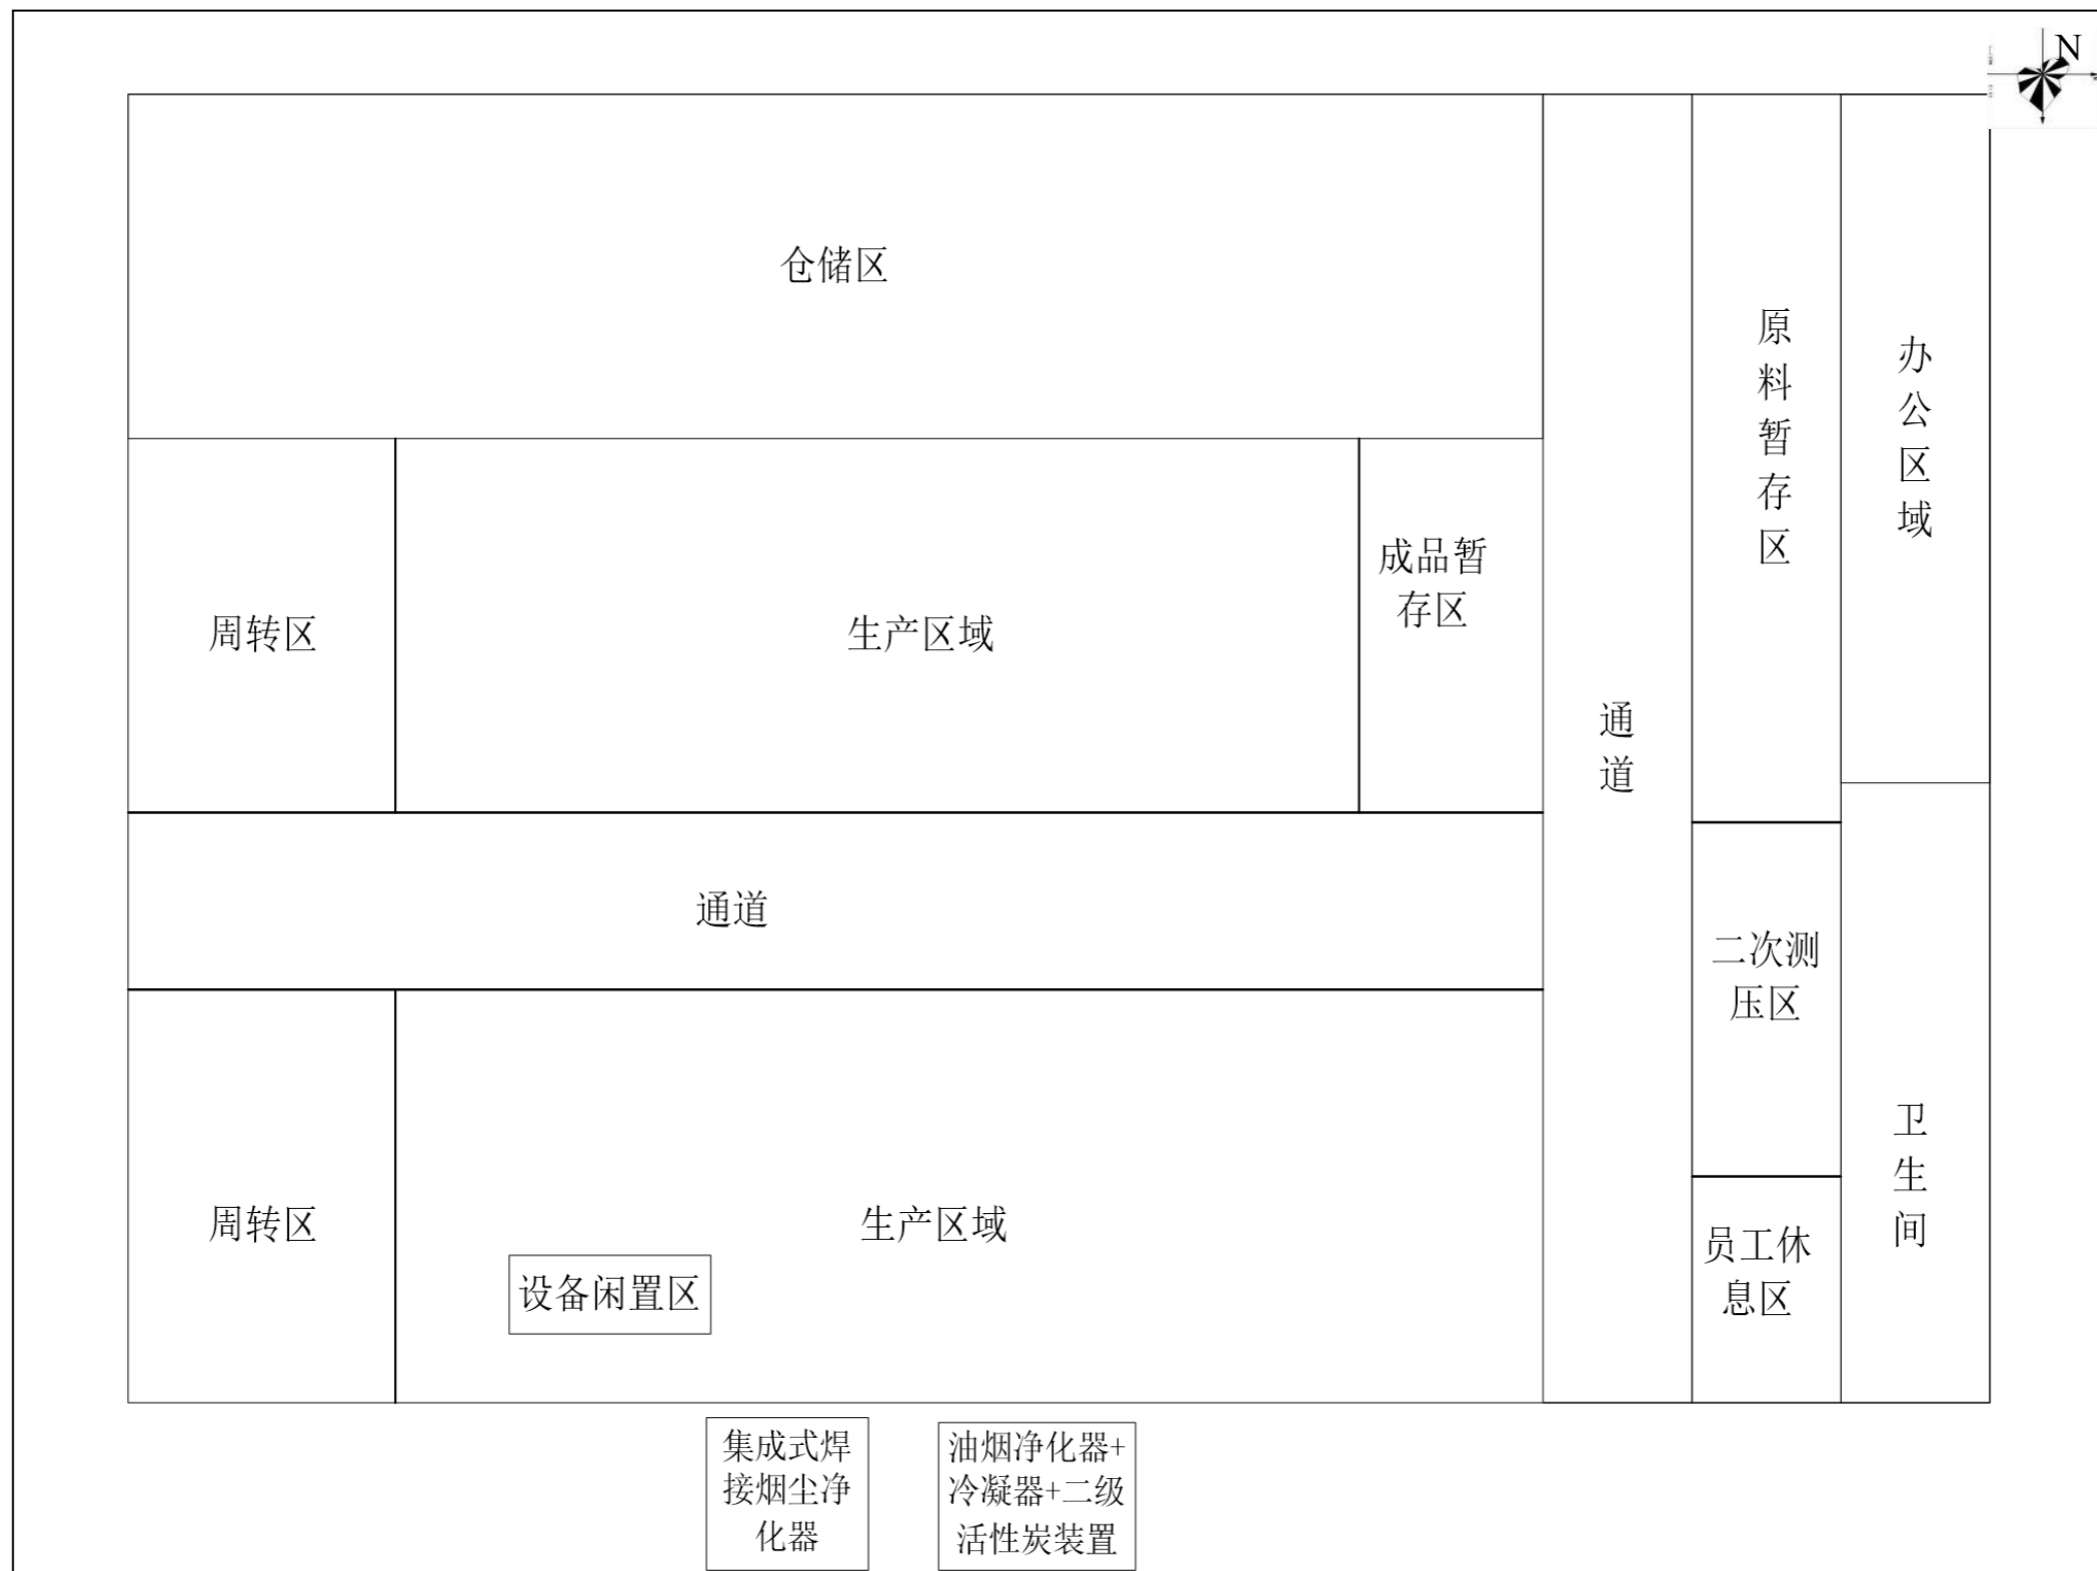 N
仓储区
原料暂存区
办公区域
周转区
生产区域
成品暂
存区
通道
通道
二次测
压区
卫生间
周转区
生产区域
设备闲置区
员工休
息区
集成式焊
接烟尘净
化器
油烟净化器+
冷凝器+二级
活性炭装置